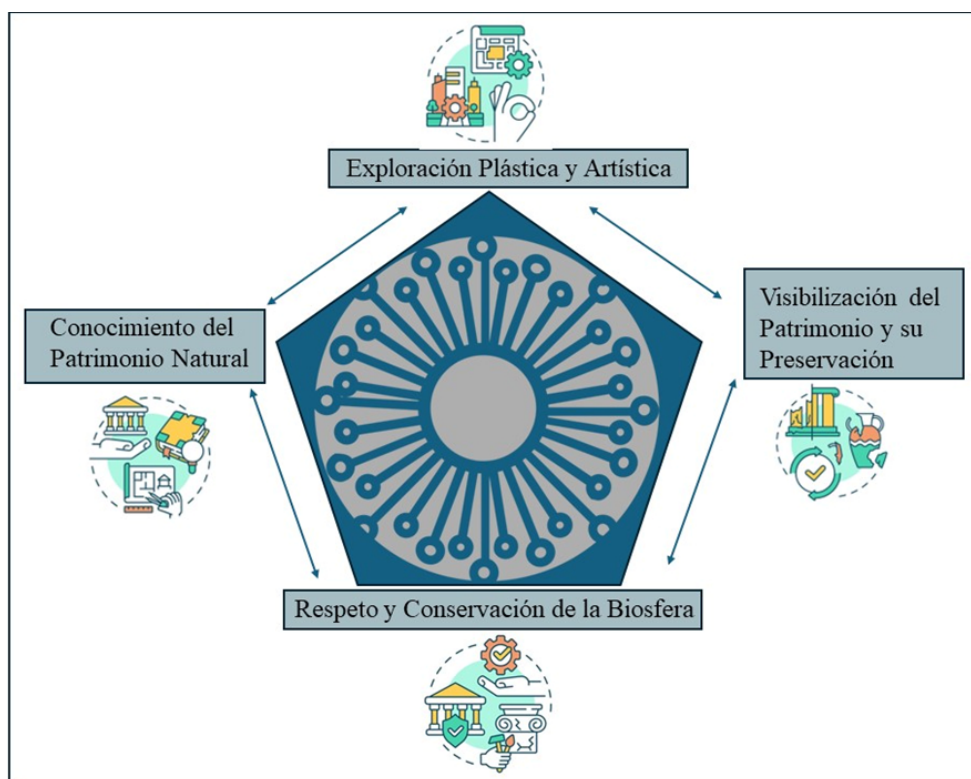 Exploración Plástica y Artística
Conocimiento del
Patrimonio Natural
Visibilización del
Patrimonio y su
Preservación
Respeto y Conservación de la Biosfera